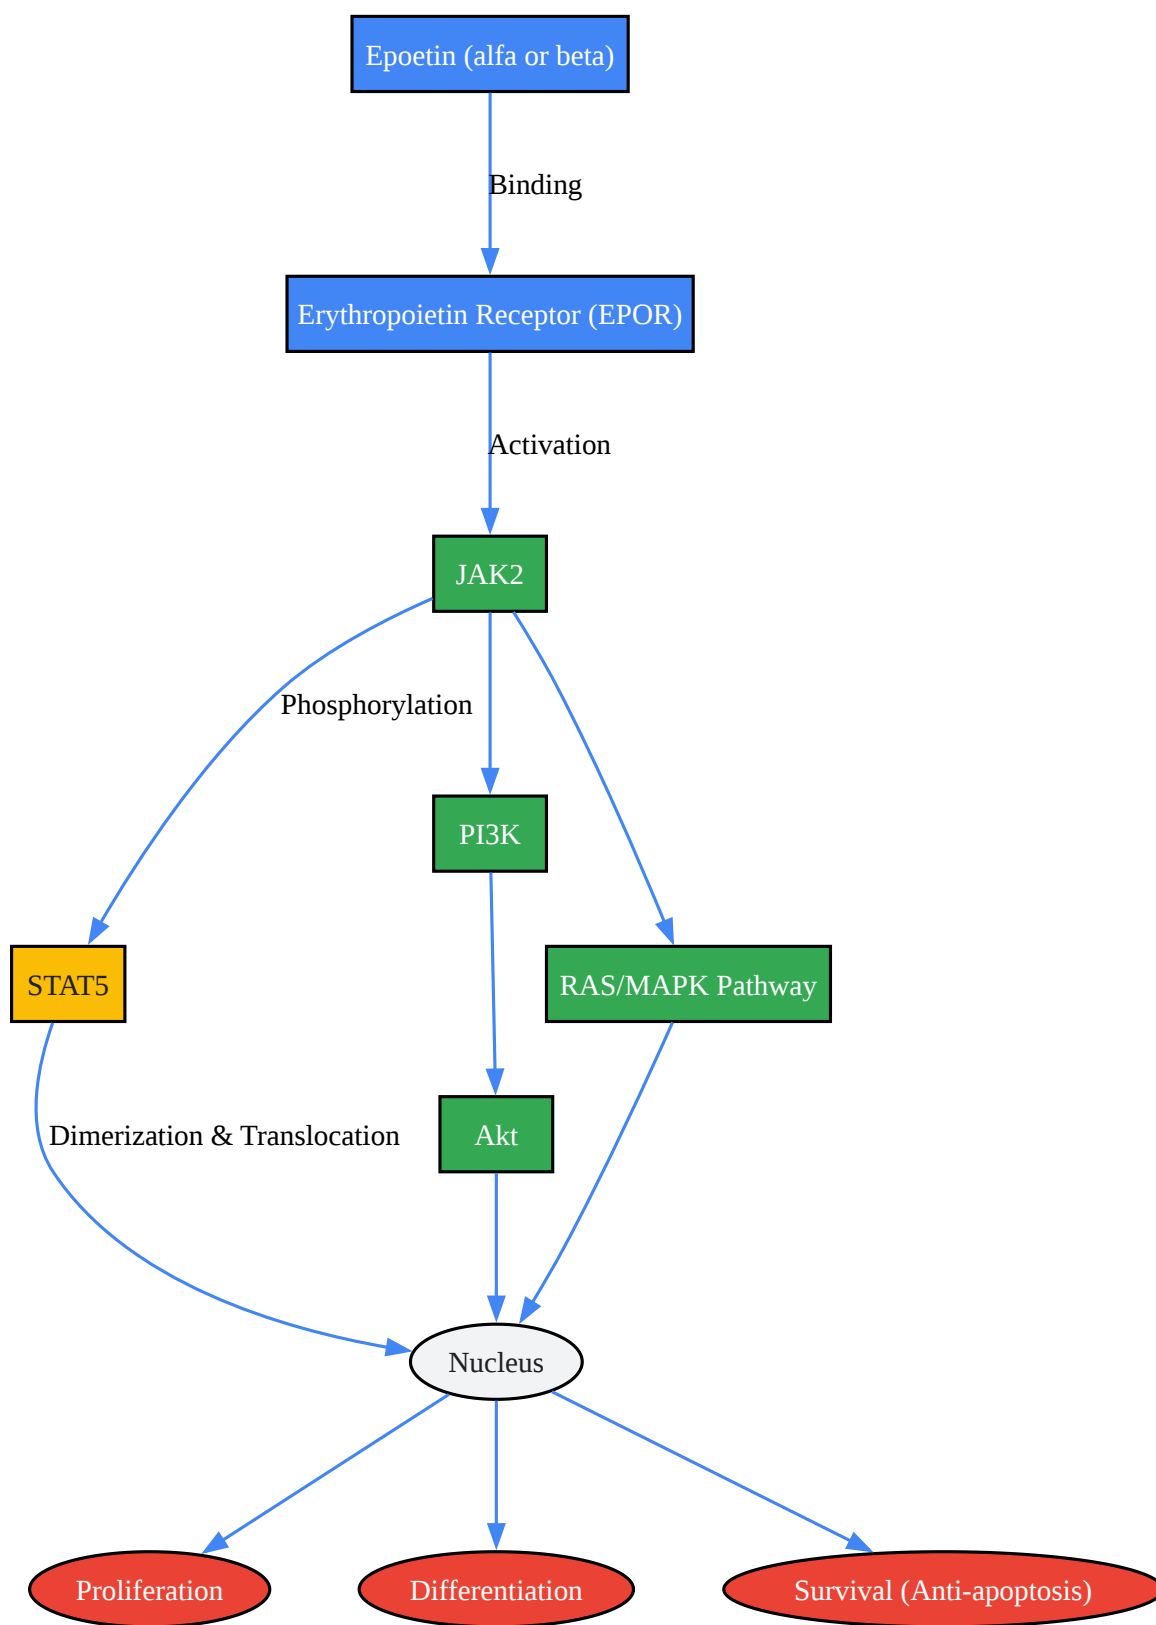 Epoetin (alfa or beta)
Binding
Erythropoietin Receptor (EPOR)
Activation
JAK2
Phosphorylation
PI3K
STAT5
RAS/MAPK Pathway
Dimerization & Translocation
Akt
Nucleus
Proliferation
Differentiation
Survival (Anti-apoptosis)